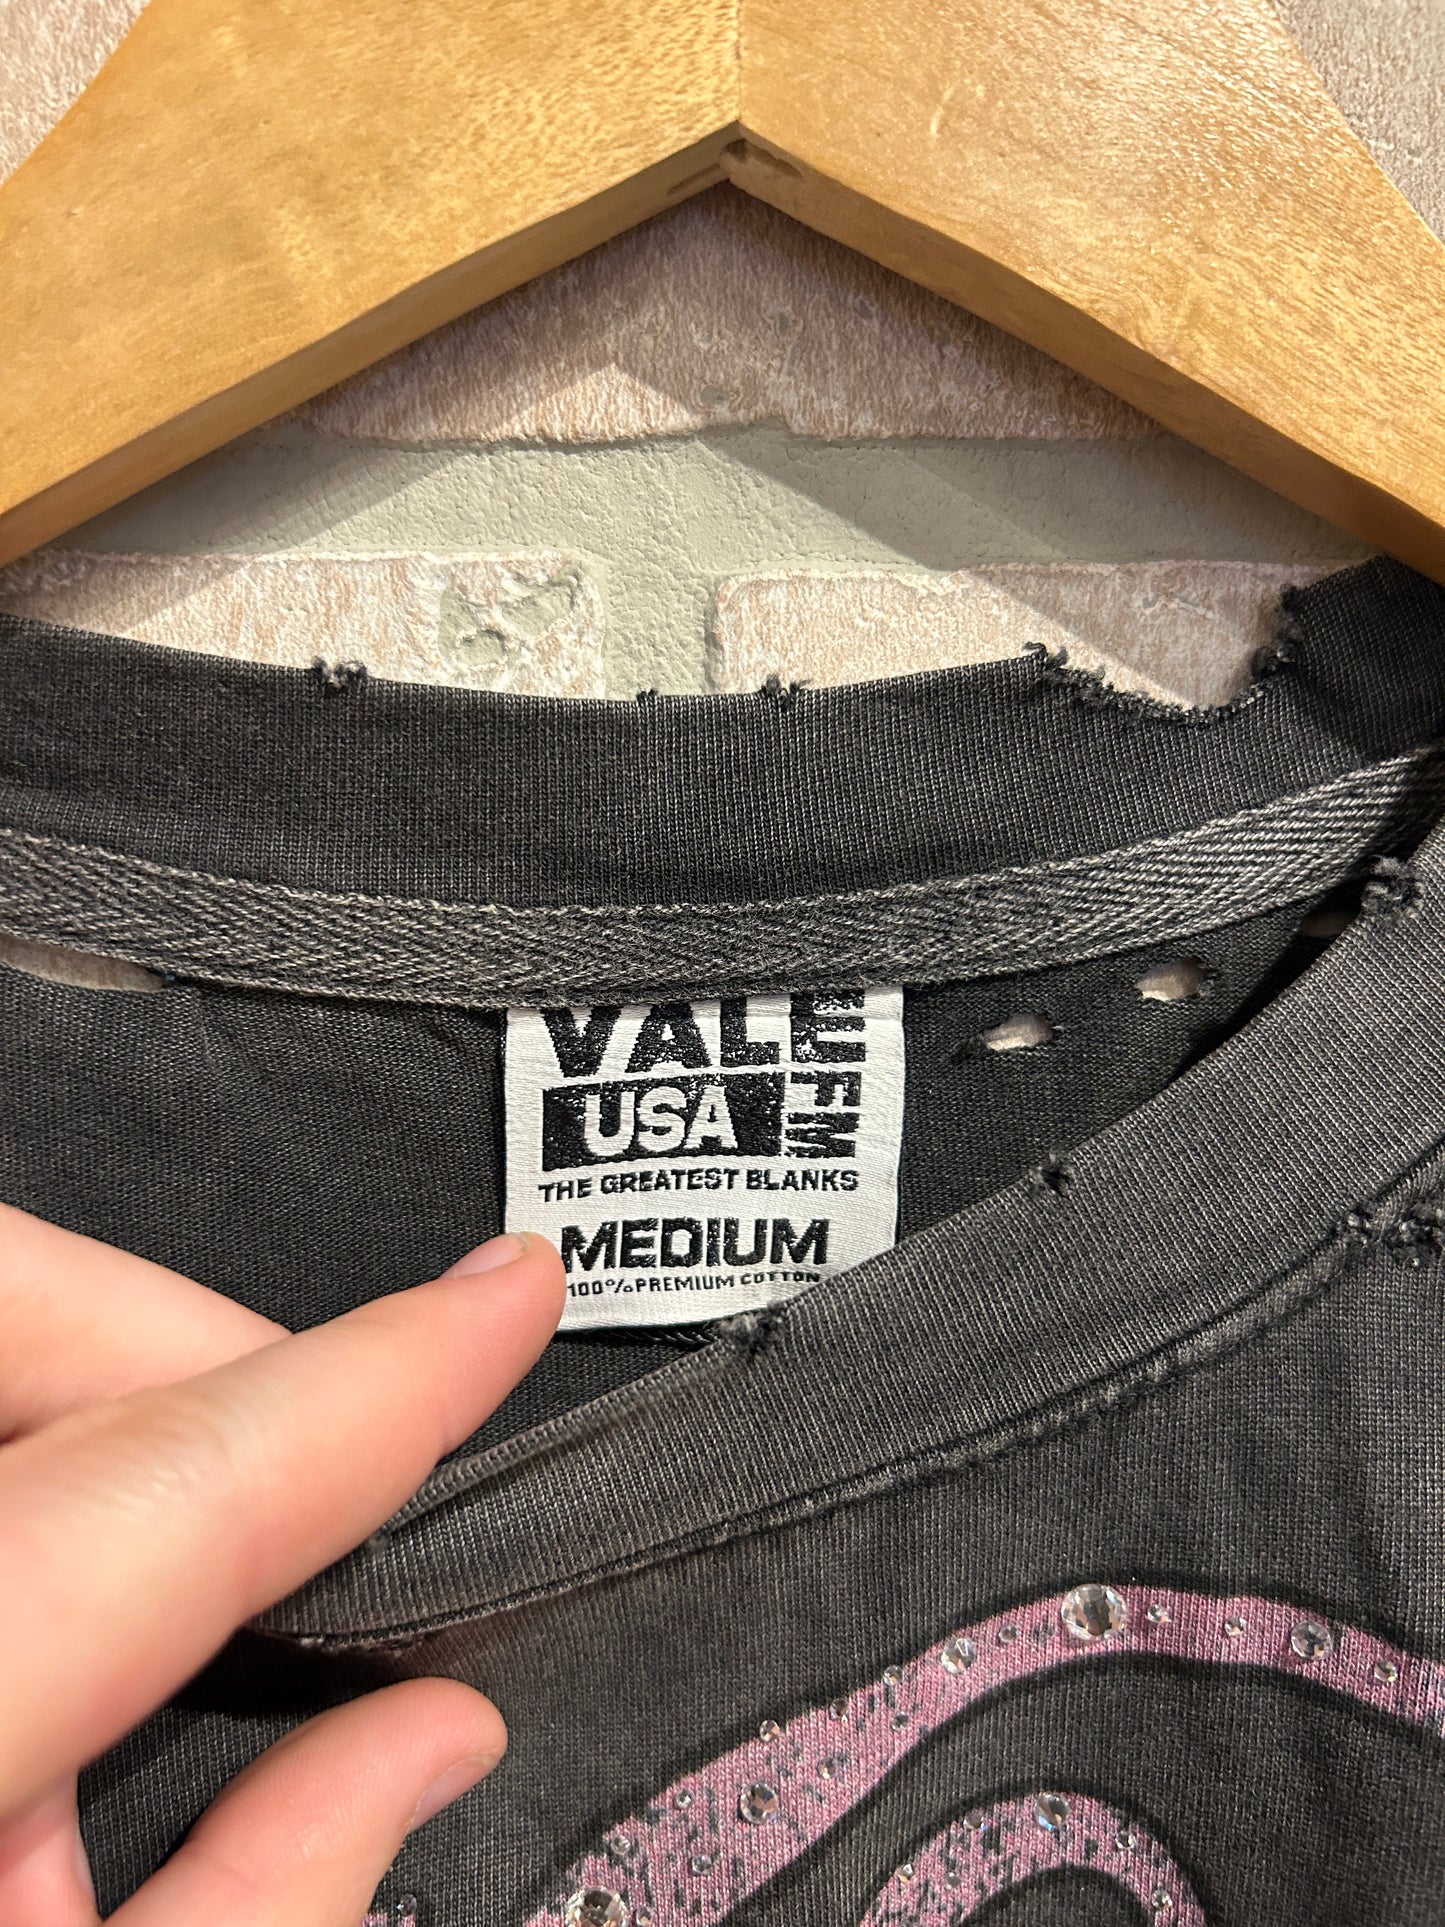 VALE
FM
USA
THE GREATEST BLANKS
MEDIUM
100% PREMIUM COTTON